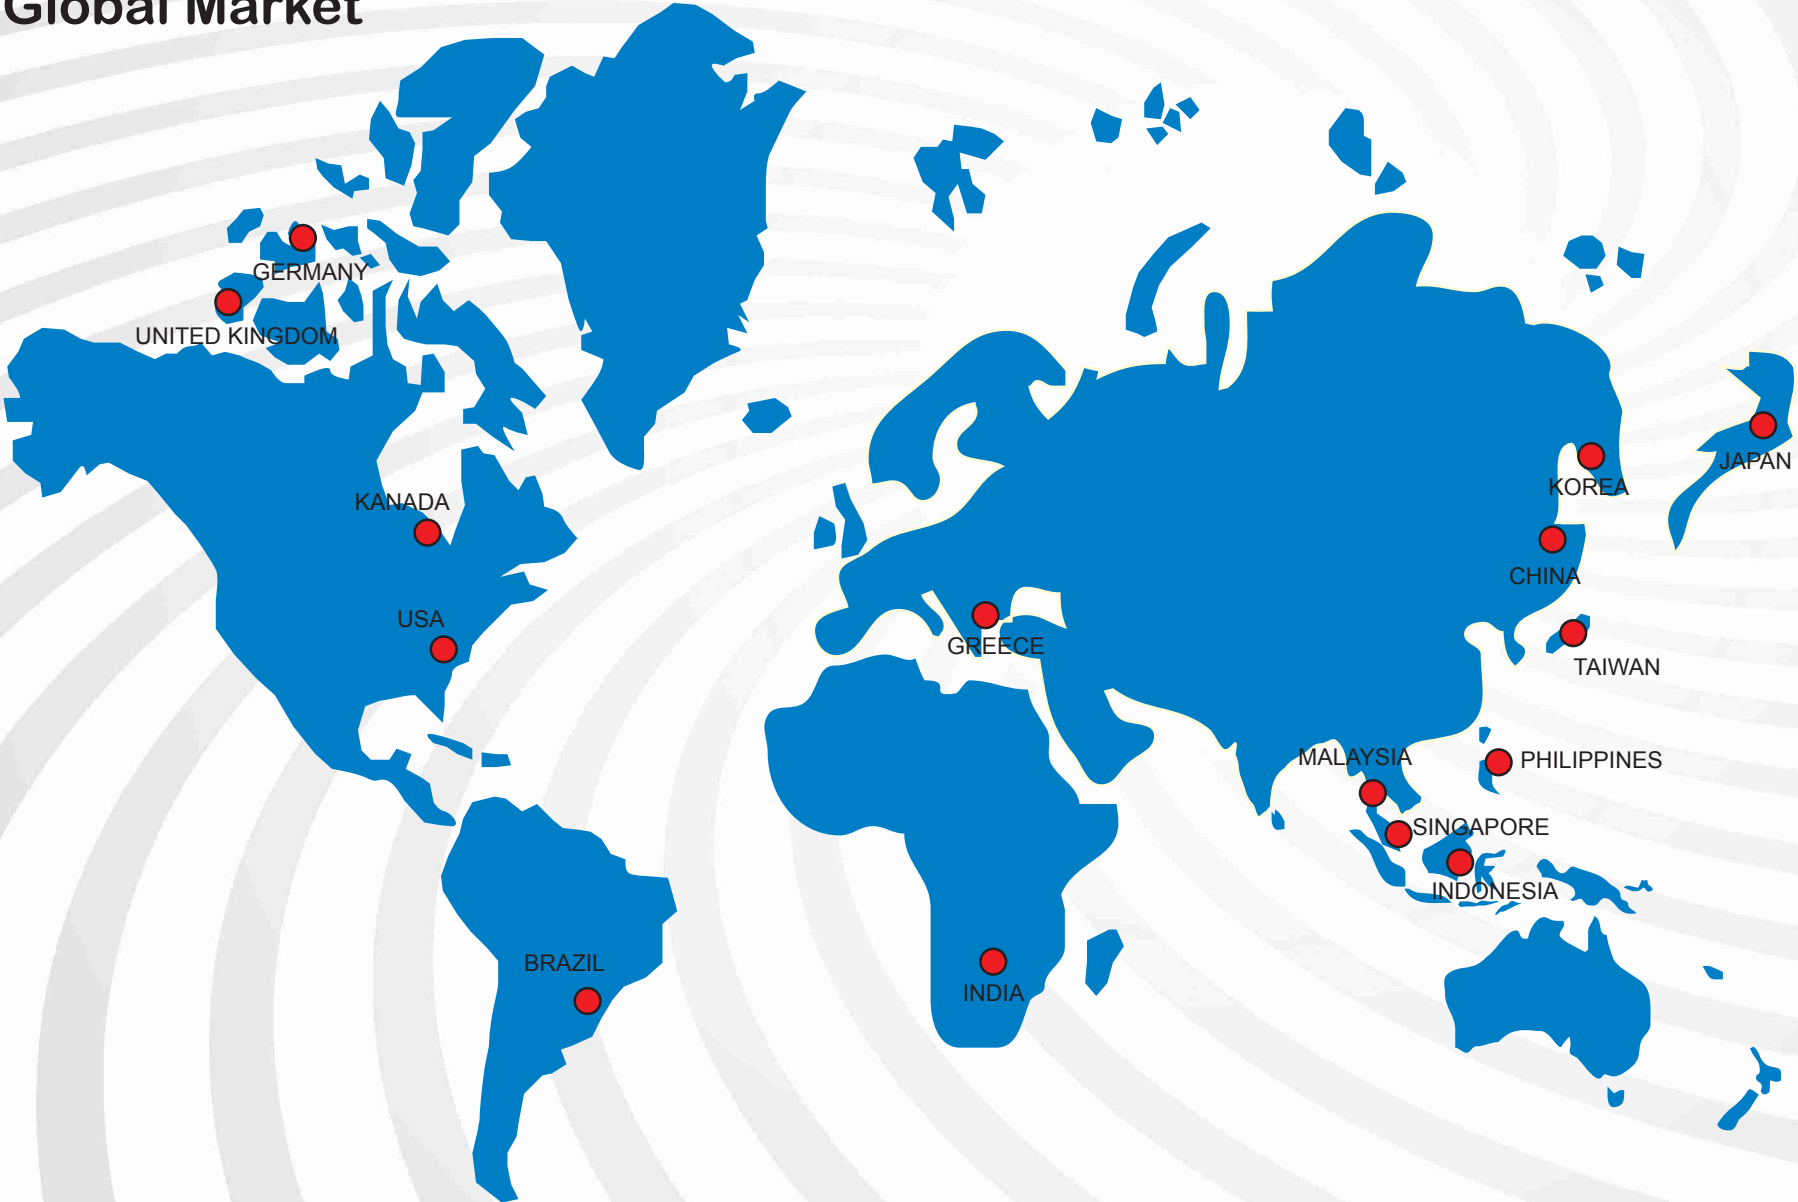 Global Market
GERMANY
UNITED KINGDOM
KANADA
USA
GREECE
JAPAN
KOREA
CHINA
TAIWAN
MALAYSIA
PHILIPPINES
SINGAPORE
INDONESIA
BRAZIL
INDIA